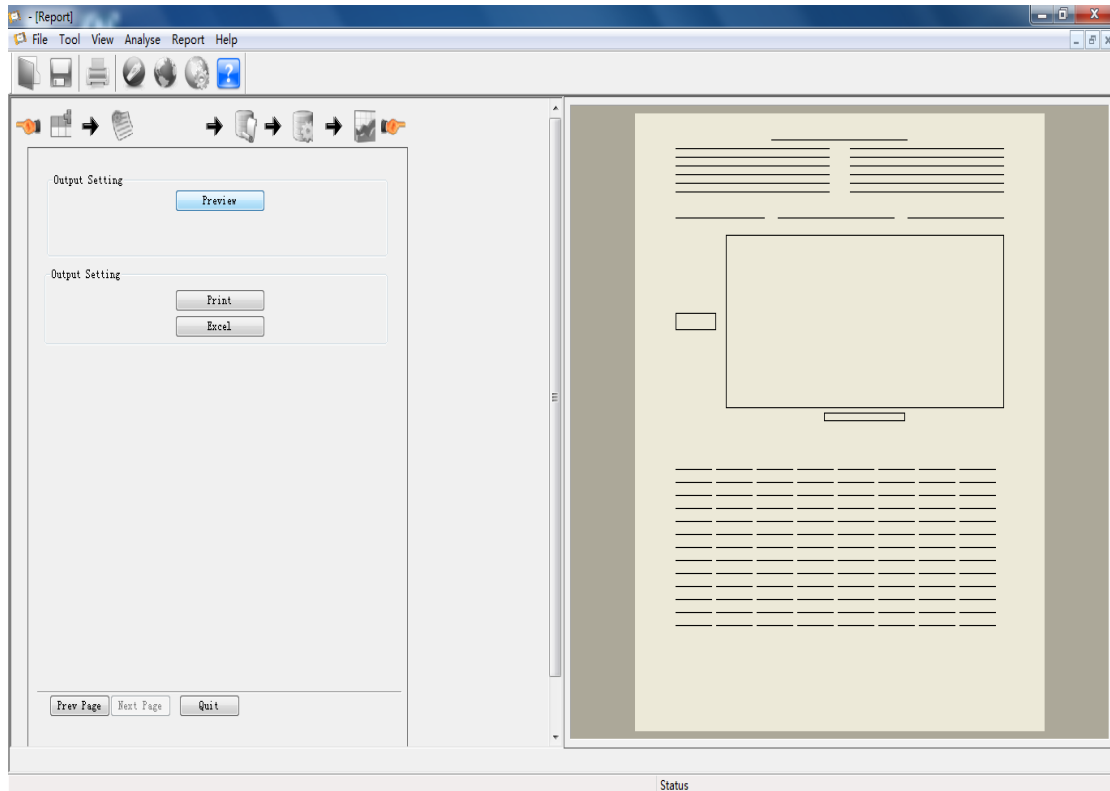 - [Report]
File Tool View Analyse Report Help
Output Setting
Preview
Output Setting
Print
Excel
Prev Page Next Page Quit
Status